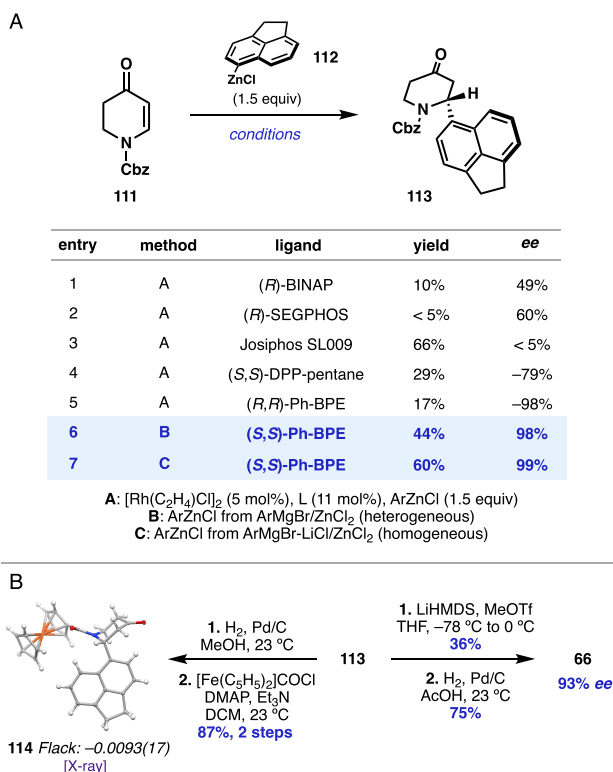 A
112
ZnCl
(1.5 equiv)
conditions
O
N
Cbz
111
O
H
N
Cbz
113
entry method ligand yield ee
1 A (R)-BINAP 10% 49%
2 A (R)-SEGPHOS < 5% 60%
3 A Josiphos SL009 66% < 5%
4 A (S,S)-DPP-pentane 29% –79%
5 A (R,R)-Ph-BPE 17% –98%
6 B (S,S)-Ph-BPE 44% 98%
7 C (S,S)-Ph-BPE 60% 99%
A: [Rh(C₂H₄)Cl]₂ (5 mol%), L (11 mol%), ArZnCl (1.5 equiv)
B: ArZnCl from ArMgBr/ZnCl₂ (heterogeneous)
C: ArZnCl from ArMgBr-LiCl/ZnCl₂ (homogeneous)
B
114 Flack: –0.0093(17)
[X-ray]
1. H₂, Pd/C
MeOH, 23 ºC
2. [Fe(C₅H₅)₂]COCl
DMAP, Et₃N
DCM, 23 ºC
87%, 2 steps
113
1. LiHMDS, MeOTf
THF, –78 ºC to 0 ºC
36%
2. H₂, Pd/C
AcOH, 23 ºC
75%
66
93% ee